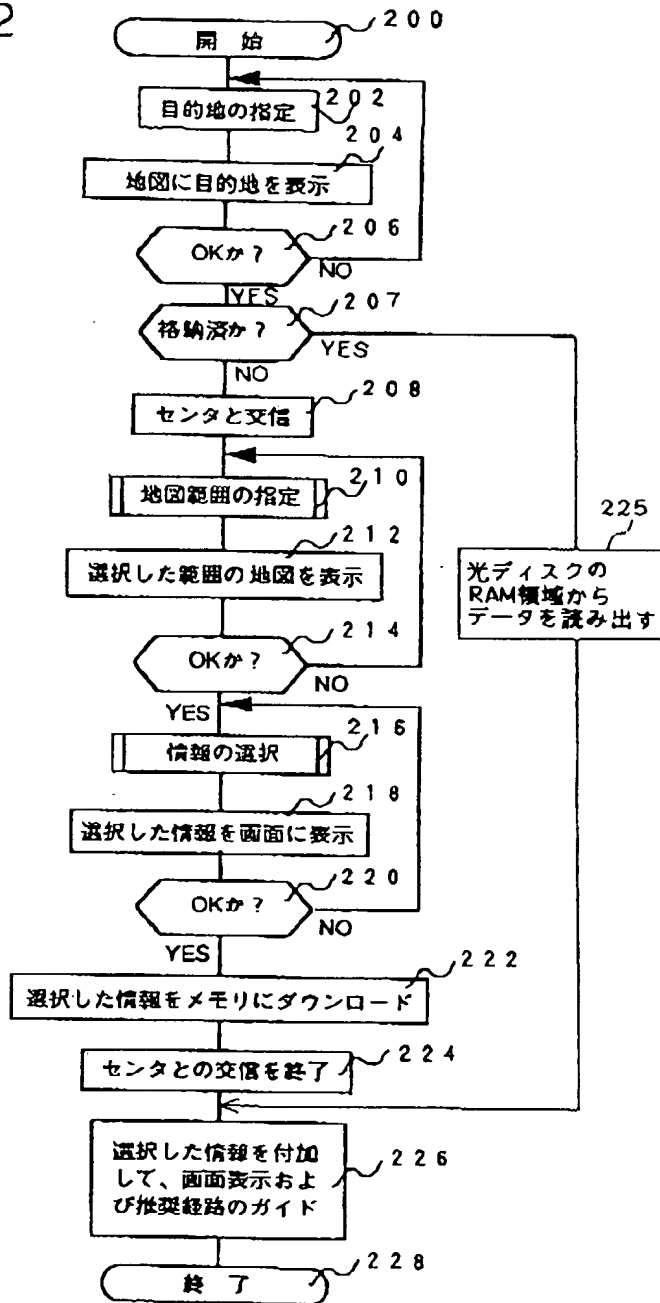 2
開 始
200
目的地の指定
202
204
地図に目的地を表示
206
OKか？
NO
YES
207
格納済か？
YES
NO
208
センタと交信
210
地図範囲の指定
212
選択した範囲の地図を表示
225
光ディスクの
RAM領域から
データを読み出す
214
OKか？
NO
YES
216
情報の選択
218
選択した情報を画面に表示
220
OKか？
NO
YES
222
選択した情報をメモリにダウンロード
224
センタとの交信を終了
選択した情報を付加
して、画面表示およ
び推奨経路のガイド
226
228
終 了